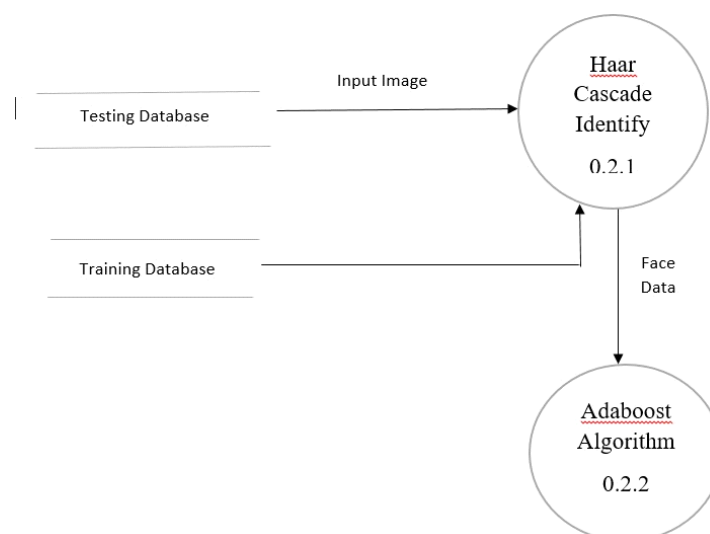 Input Image
Testing Database
Haar
Cascade
Identify
0.2.1
Training Database
Face
Data
Adaboost
Algorithm
0.2.2